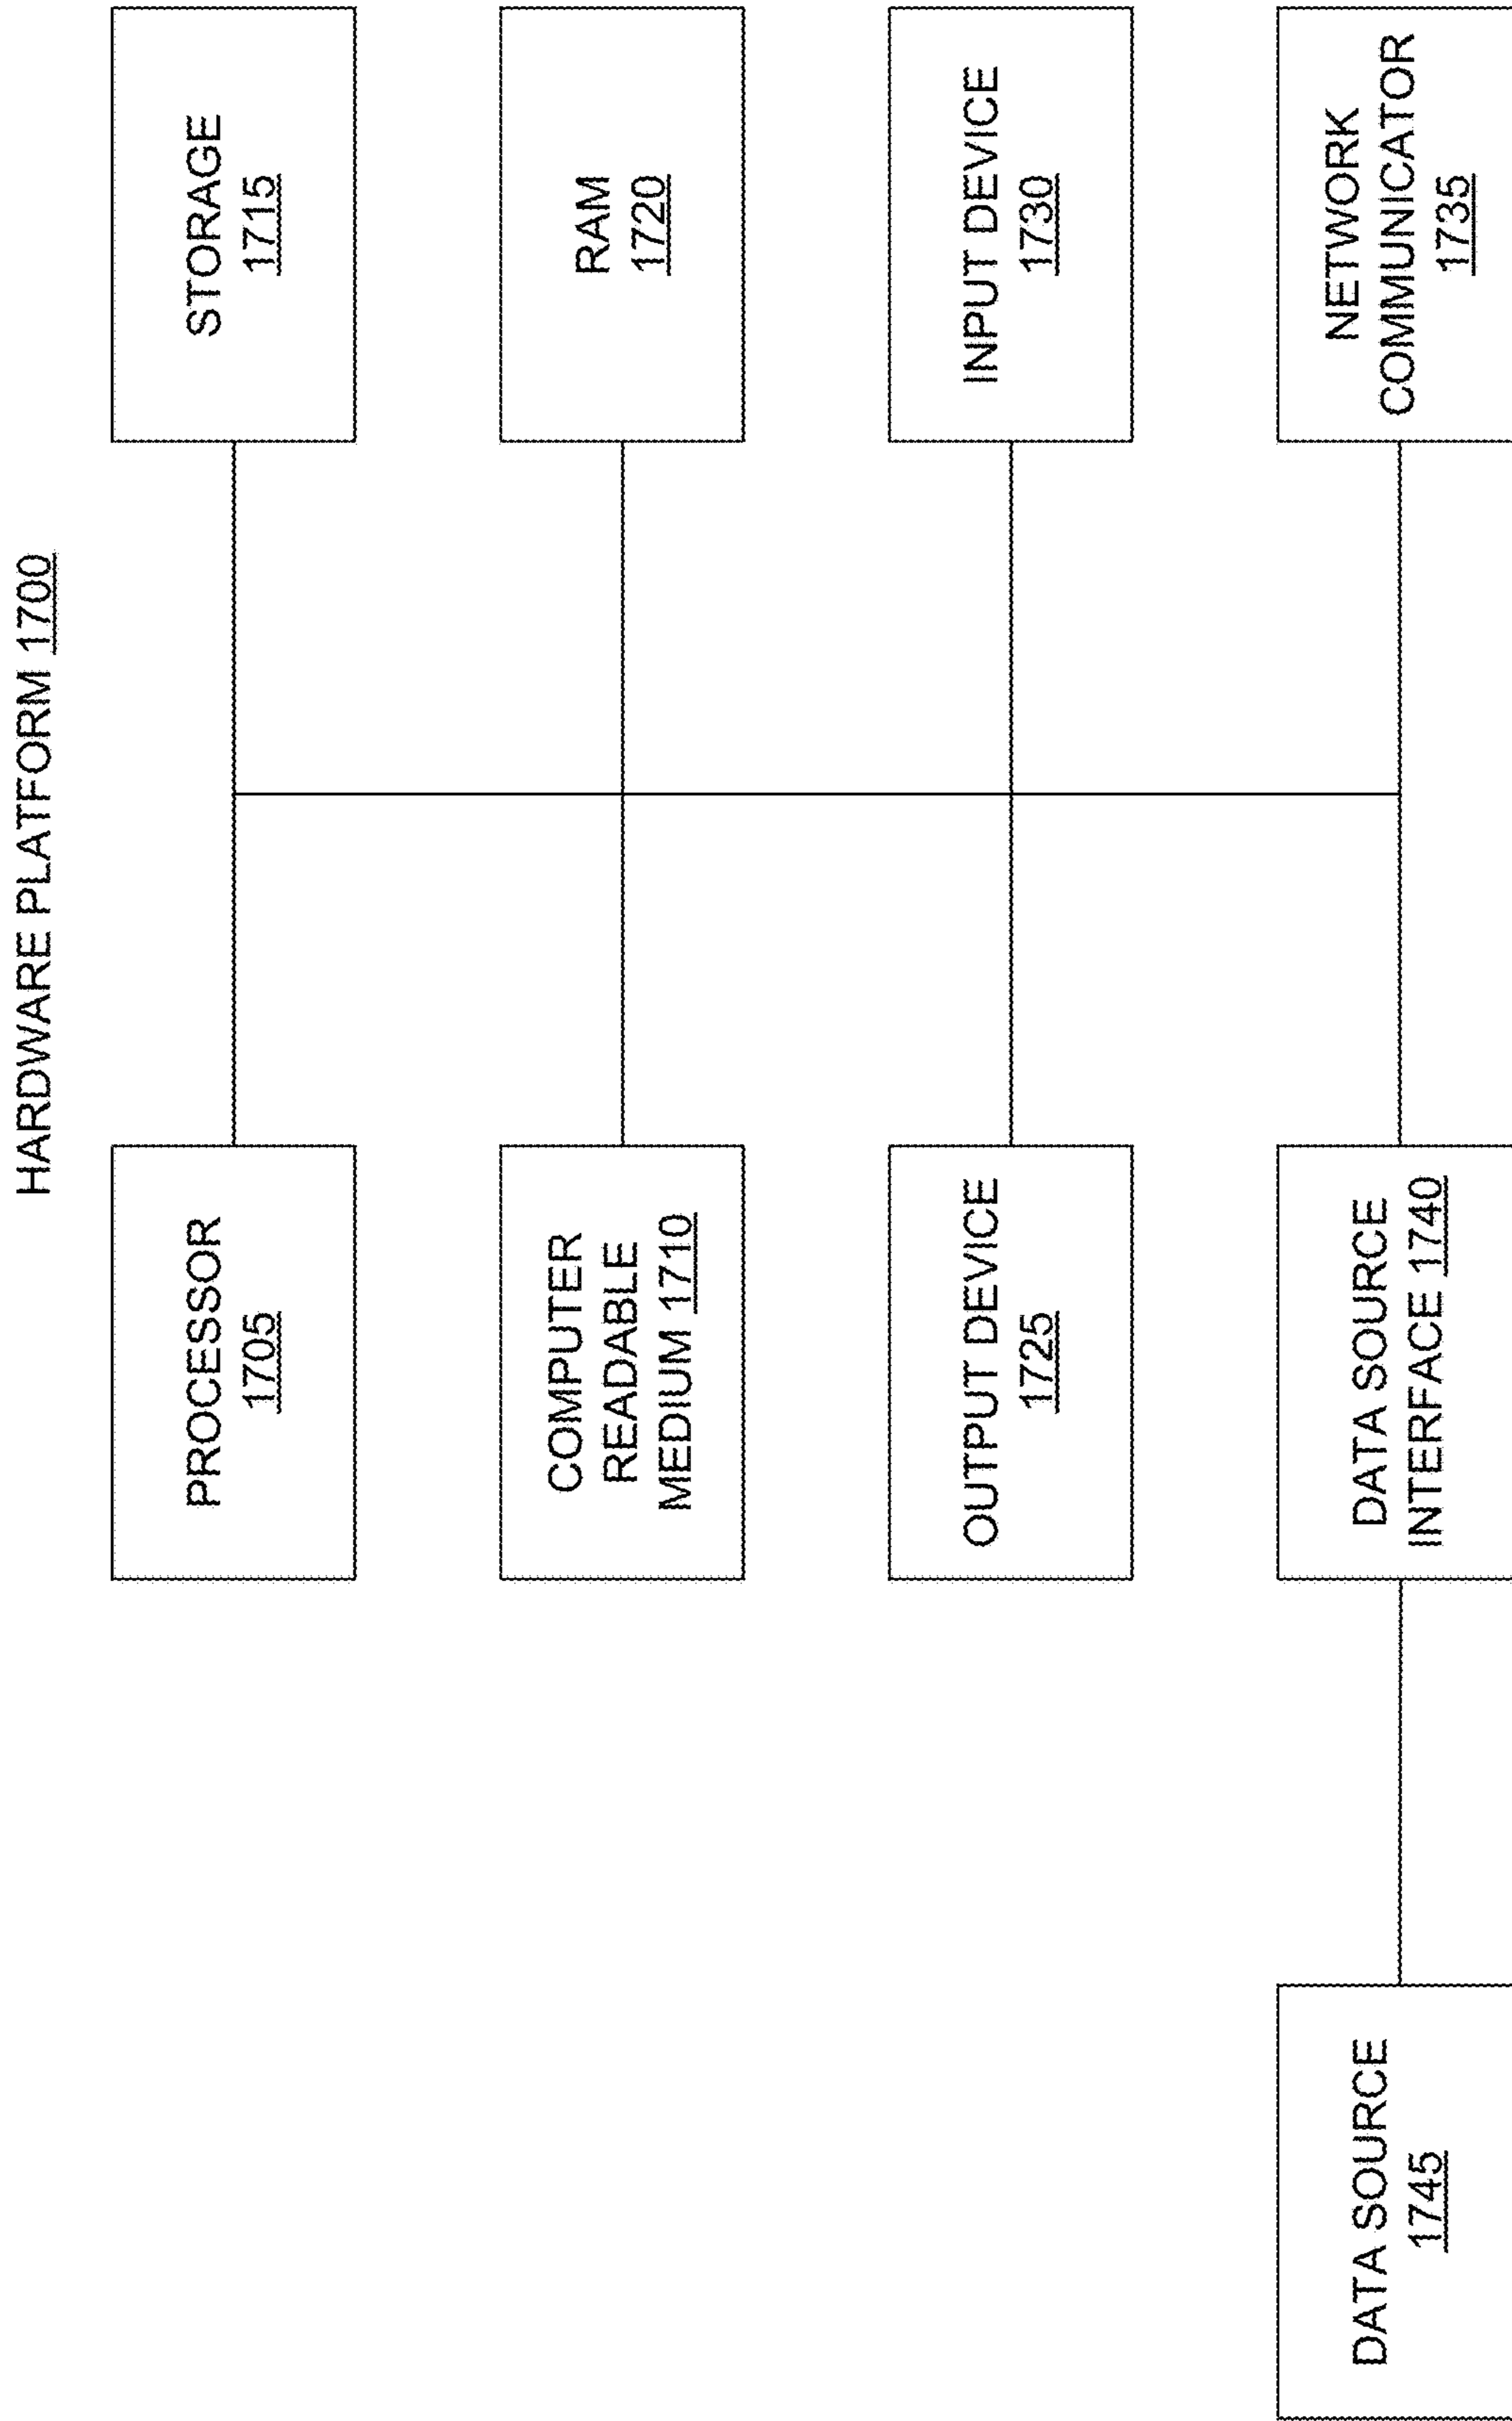 HARDWARE PLATFORM 1700
PROCESSOR
1705
STORAGE
1715
COMPUTER
READABLE
MEDIUM 1710
RAM
1720
OUTPUT DEVICE
1725
INPUT DEVICE
1730
DATA SOURCE
1745
DATA SOURCE
INTERFACE 1740
NETWORK
COMMUNICATOR
1735